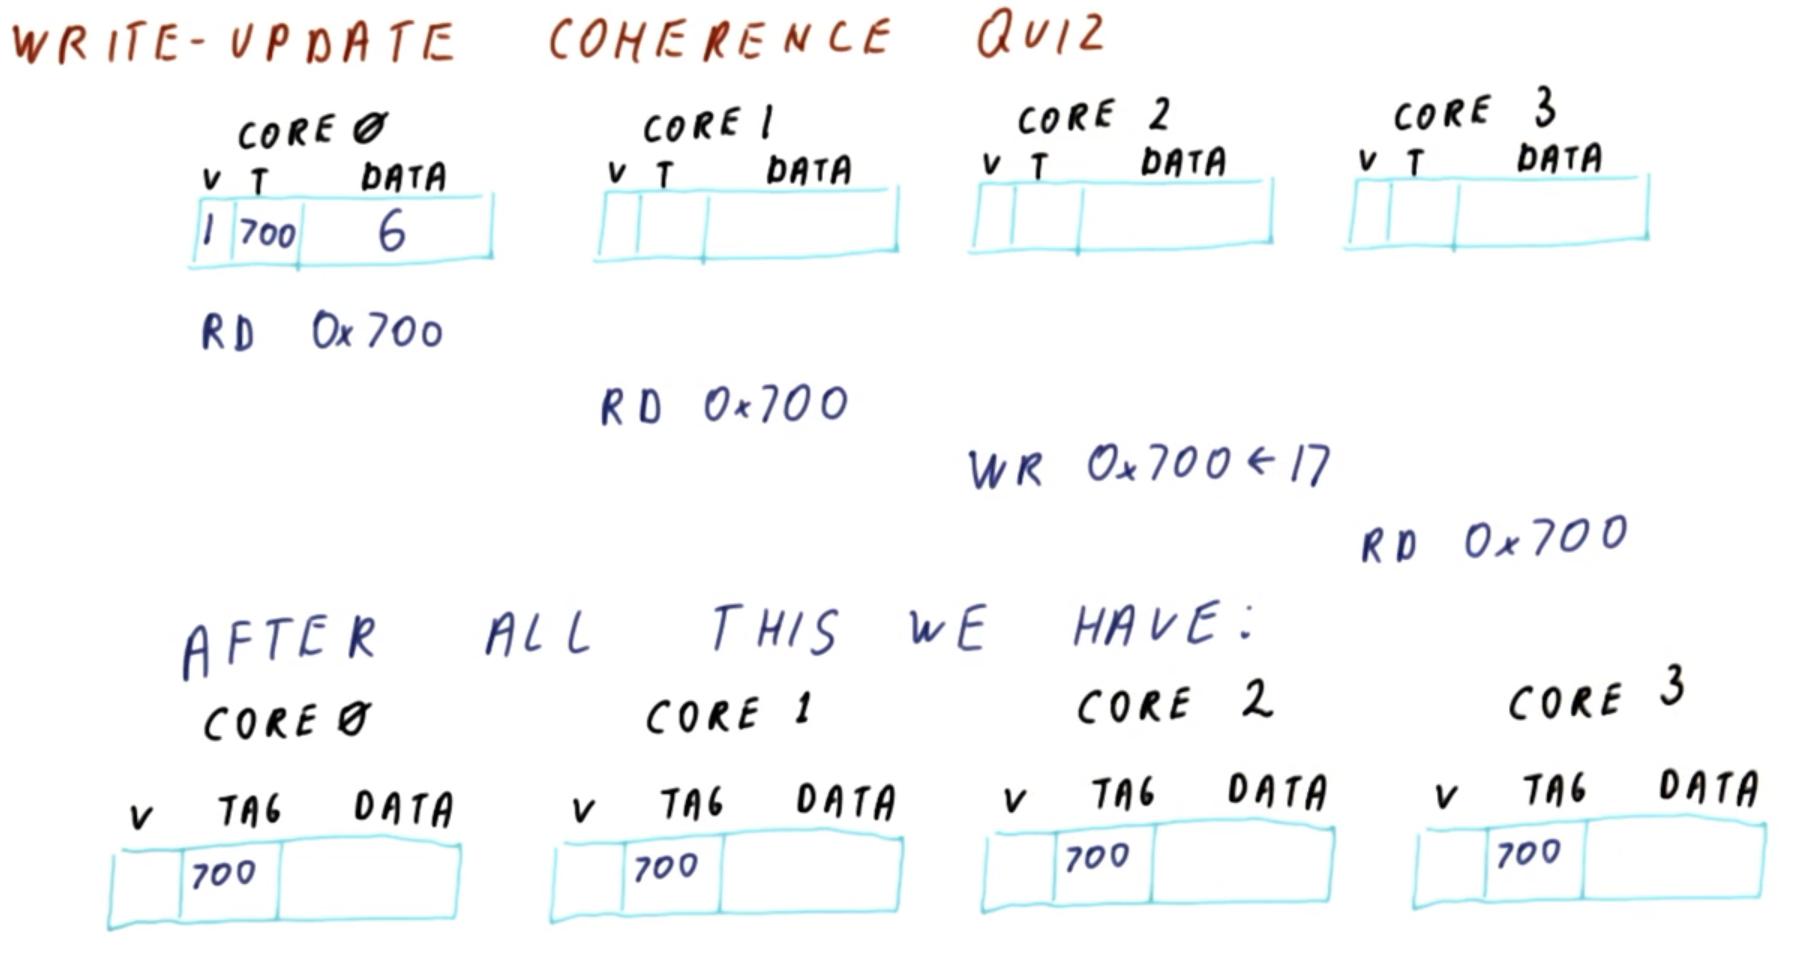 WRITE-UPDATE COHERENCE QUIZ
CORE 0 CORE 1 CORE 2 CORE 3
V T DATA V T DATA V T DATA V T DATA
1 700 6
RD 0x700
RD 0x700
WR 0x700 ← 17
RD 0x700
AFTER ALL THIS WE HAVE:
CORE 0 CORE 1 CORE 2 CORE 3
V TAG DATA V TAG DATA V TAG DATA V TAG DATA
700 700 700 700